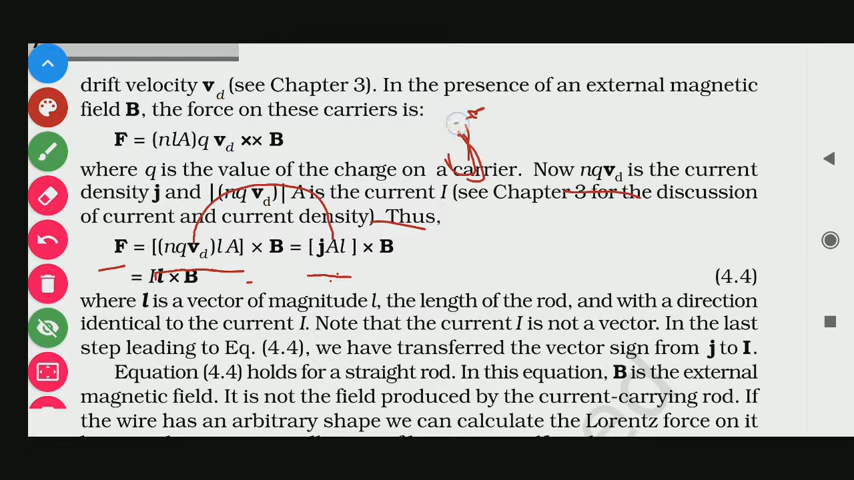 drift velocity v_d (see Chapter 3). In the presence of an external magnetic
field B, the force on these carriers is:
F = (nlA)q v_d ×× B
where q is the value of the charge on a carrier. Now nqv_d is the current
density j and |(nq v_d)| A is the current I (see Chapter 3 for the discussion
of current and current density). Thus,
F = [(nqv_d)lA] × B = [ jAl ] × B
= Il × B (4.4)
where l is a vector of magnitude l, the length of the rod, and with a direction
identical to the current I. Note that the current I is not a vector. In the last
step leading to Eq. (4.4), we have transferred the vector sign from j to I.
Equation (4.4) holds for a straight rod. In this equation, B is the external
magnetic field. It is not the field produced by the current-carrying rod. If
the wire has an arbitrary shape we can calculate the Lorentz force on it